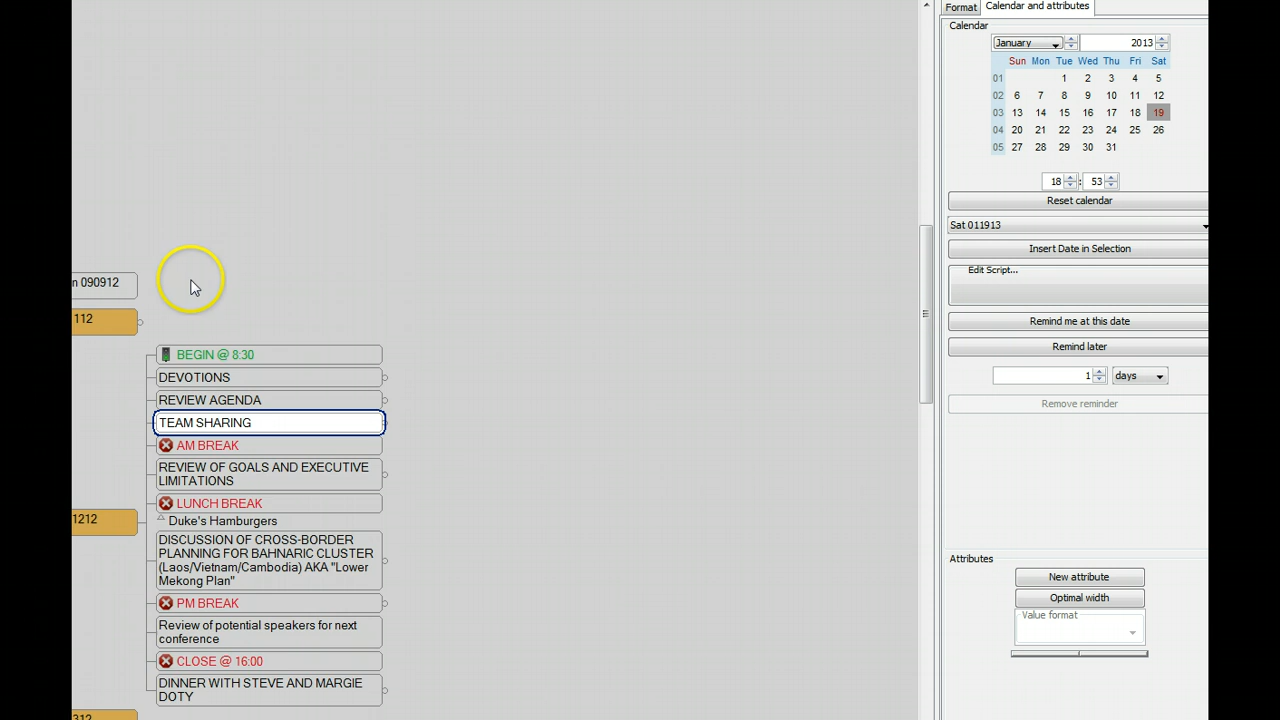 n 090912
112
BEGIN @ 8:30
DEVOTIONS
REVIEW AGENDA
TEAM SHARING
AM BREAK
REVIEW OF GOALS AND EXECUTIVE
LIMITATIONS
LUNCH BREAK
Duke's Hamburgers
1212
DISCUSSION OF CROSS-BORDER
PLANNING FOR BAHNARIC CLUSTER
(Laos/Vietnam/Cambodia) AKA "Lower
Mekong Plan"
PM BREAK
Review of potential speakers for next
conference
CLOSE @ 16:00
DINNER WITH STEVE AND MARGIE
DOTY
312
Format Calendar and attributes
Calendar
January 2013
Sun Mon Tue Wed Thu Fri Sat
01 1 2 3 4 5
02 6 7 8 9 10 11 12
03 13 14 15 16 17 18 19
04 20 21 22 23 24 25 26
05 27 28 29 30 31
18 : 53
Reset calendar
Sat 011913
Insert Date in Selection
Edit Script...
Remind me at this date
Remind later
1 days
Remove reminder
Attributes
New attribute
Optimal width
Value format